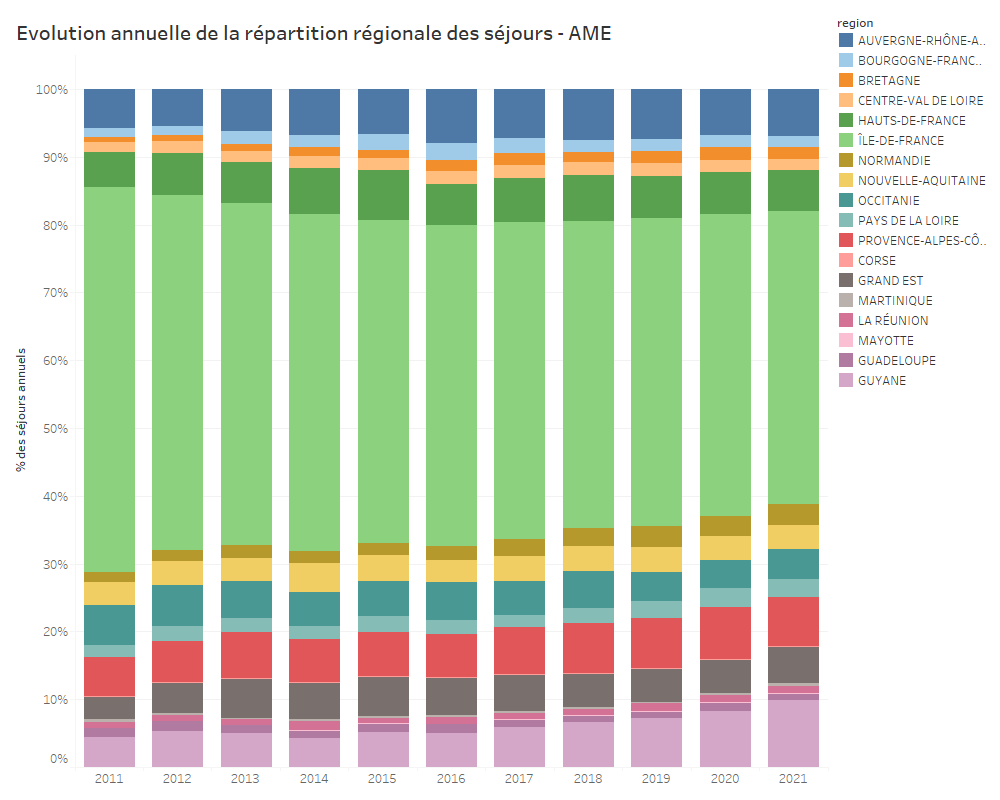 Evolution annuelle de la répartition régionale des séjours - AME
region
AUVERGNE-RHÔNE-A..
BOURGOGNE-FRANC..
BRETAGNE
CENTRE-VAL DE LOIRE
HAUTS-DE-FRANCE
ÎLE-DE-FRANCE
NORMANDIE
NOUVELLE-AQUITAINE
OCCITANIE
PAYS DE LA LOIRE
PROVENCE-ALPES-CÔ..
CORSE
GRAND EST
MARTINIQUE
LA RÉUNION
MAYOTTE
GUADELOUPE
GUYANE
% des séjours annuels
100%
90%
80%
70%
60%
50%
40%
30%
20%
10%
0%
2011 2012 2013 2014 2015 2016 2017 2018 2019 2020 2021